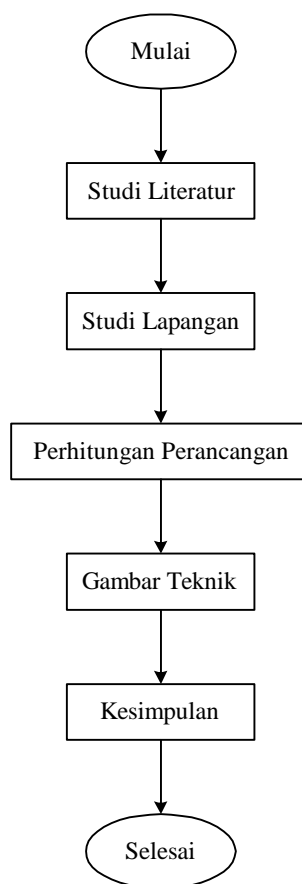 Mulai
Studi Literatur
Studi Lapangan
Perhitungan Perancangan
Gambar Teknik
Kesimpulan
Selesai